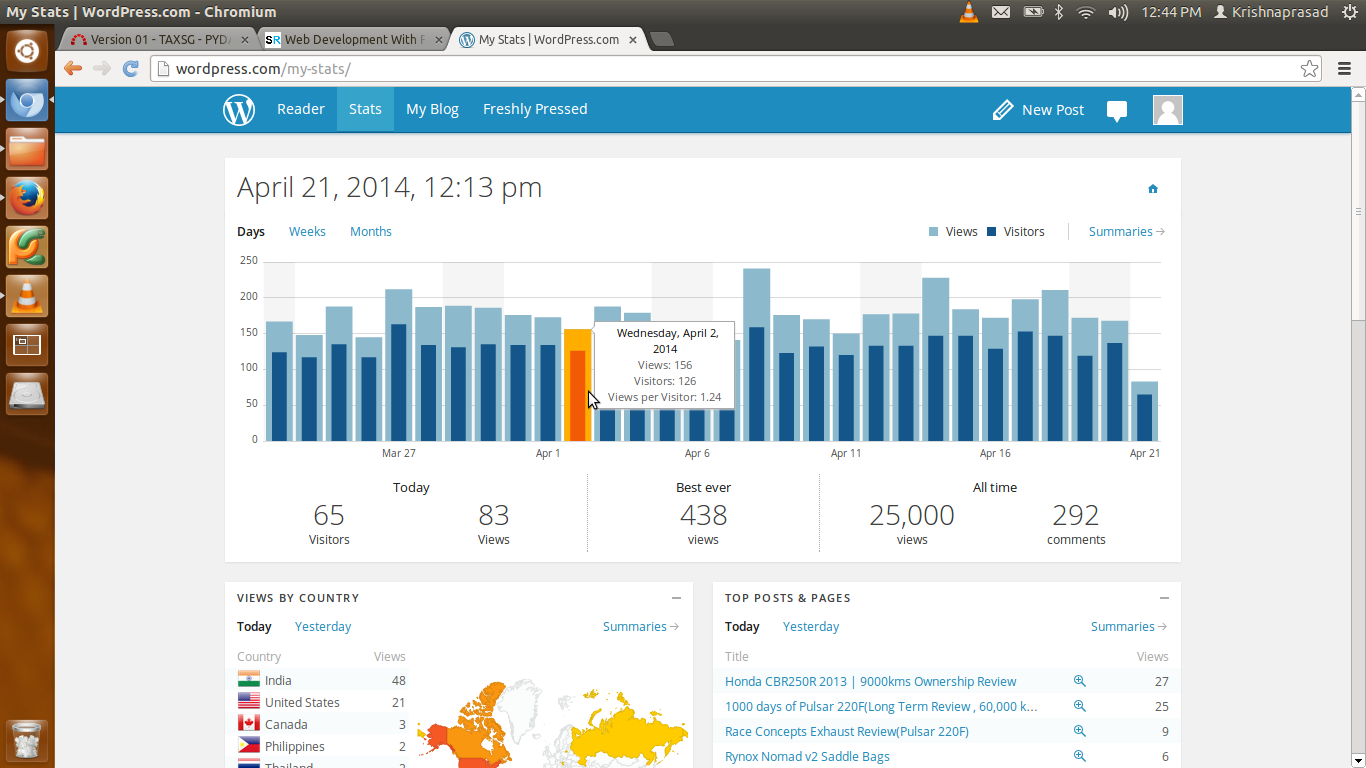 My Stats | WordPress.com - Chromium
12:44 PM Krishnaprasad
Version 01 - TAXSG - PYD
SR Web Development With F
My Stats | WordPress.com
wordpress.com/my-stats/
Reader Stats My Blog Freshly Pressed New Post
April 21, 2014, 12:13 pm
Days Weeks Months Views Visitors Summaries→
250
200
150
100
50
0
Wednesday, April 2,
2014
Views: 156
Visitors: 126
Views per Visitor: 1.24
Mar 27 Apr 1 Apr 6 Apr 11 Apr 16 Apr 21
Today Best ever All time
65 83 438 25,000 292
Visitors Views views views comments
VIEWS BY COUNTRY
Today Yesterday Summaries→
Country Views
India 48
United States 21
Canada 3
Philippines 2
Thailand 2
TOP POSTS & PAGES
Today Yesterday Summaries→
Title Views
Honda CBR250R 2013 | 9000kms Ownership Review 27
1000 days of Pulsar 220F(Long Term Review , 60,000 k... 25
Race Concepts Exhaust Review(Pulsar 220F) 9
Rynox Nomad v2 Saddle Bags 6